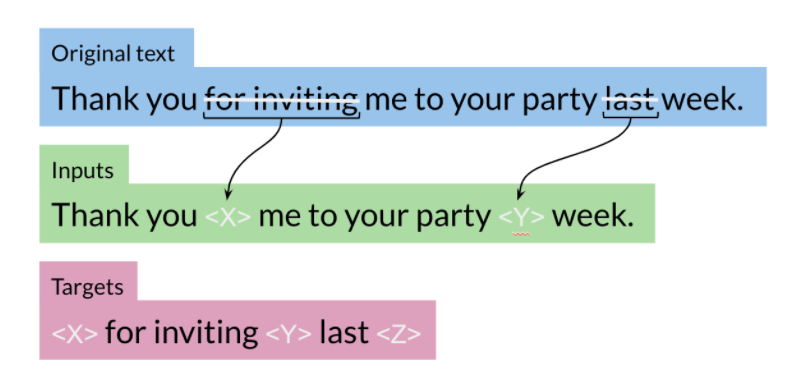 Original text
Thank you for inviting me to your party last week.
Inputs
Thank you <X> me to your party <Y> week.
Targets
<X> for inviting <Y> last <Z>